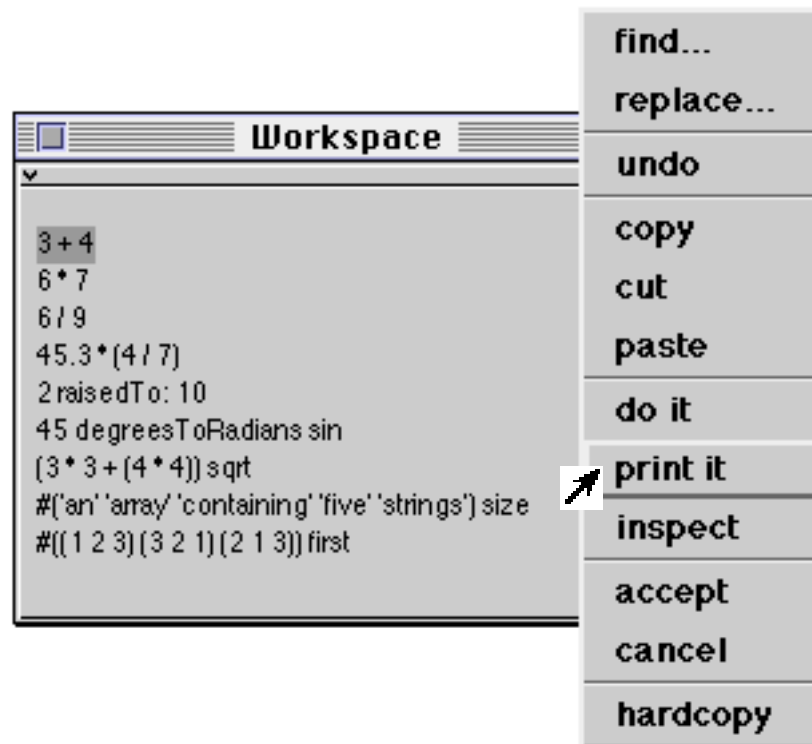 Workspace
3 + 4
6 * 7
6 / 9
45.3 * (4 / 7)
2 raisedTo: 10
45 degreesToRadians sin
(3 * 3 + (4 * 4)) sqrt
#('an' 'array' 'containing' 'five' 'strings') size
#((1 2 3) (3 2 1) (2 1 3)) first
find...
replace...
undo
copy
cut
paste
do it
print it
inspect
accept
cancel
hardcopy